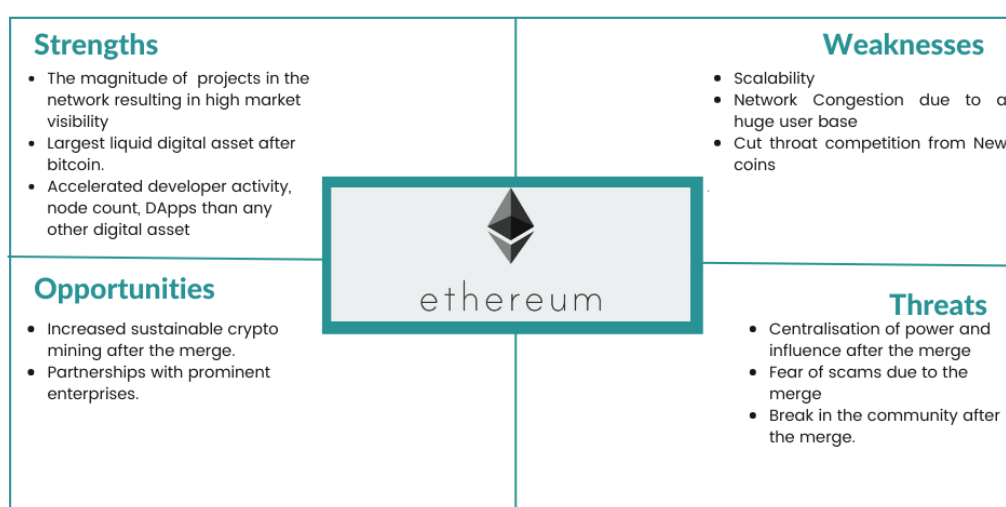 Strengths
• The magnitude of projects in the
network resulting in high market
visibility
• Largest liquid digital asset after
bitcoin.
• Accelerated developer activity,
node count, DApps than any
other digital asset
Weaknesses
• Scalability
• Network Congestion due to a
huge user base
• Cut throat competition from New
coins
ethereum
Opportunities
• Increased sustainable crypto
mining after the merge.
• Partnerships with prominent
enterprises.
Threats
• Centralisation of power and
influence after the merge
• Fear of scams due to the
merge
• Break in the community after
the merge.